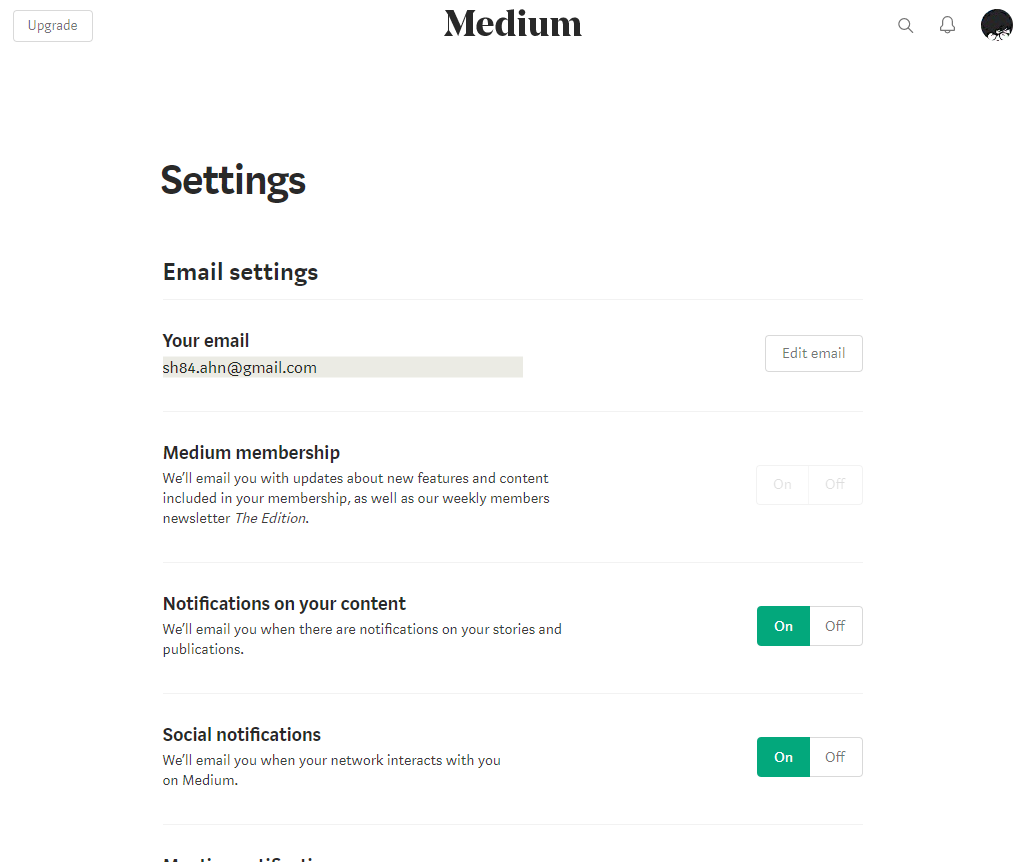 Upgrade
Medium
Settings
Email settings
Your email
sh84.ahn@gmail.com
Edit email
Medium membership
We'll email you with updates about new features and content
included in your membership, as well as our weekly members
newsletter The Edition.
On Off
Notifications on your content
We'll email you when there are notifications on your stories and
publications.
On Off
Social notifications
We'll email you when your network interacts with you
on Medium.
On Off